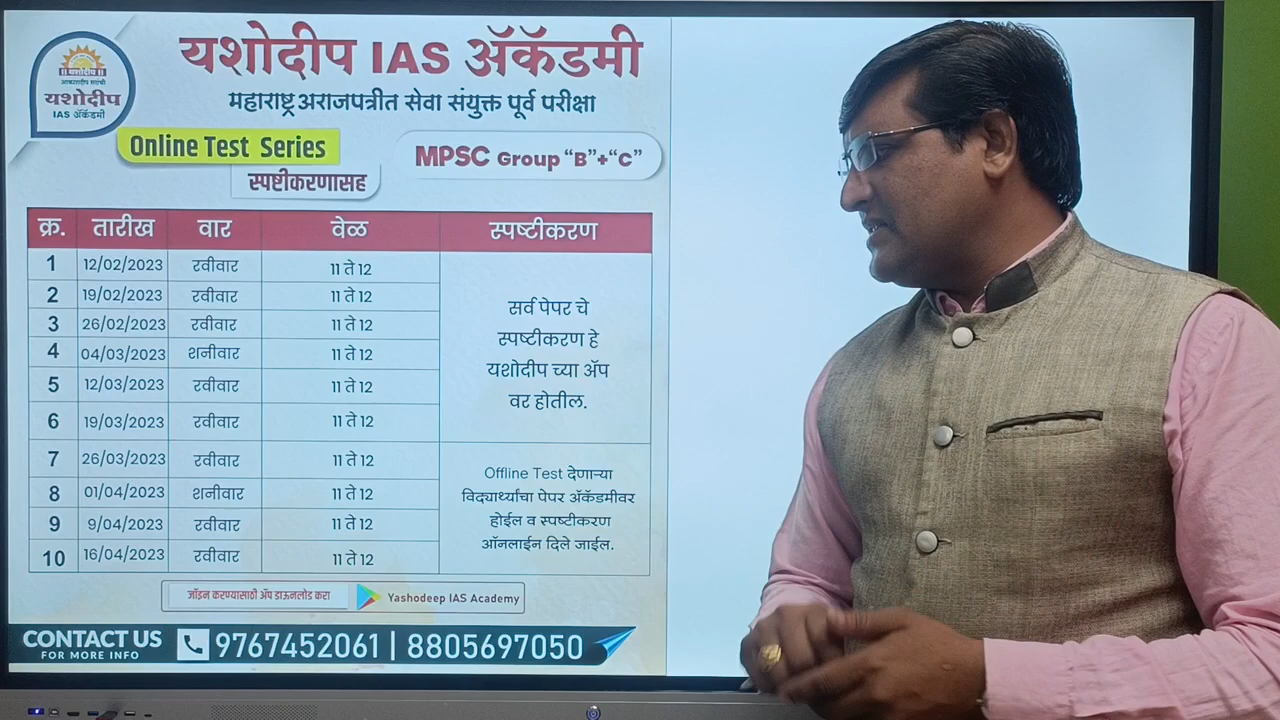 यशोदीप IAS ॲकॅडमी
॥ यशोदीप ॥
यशोदीप
IAS ॲकॅडमी
महाराष्ट्र अराजपत्रीत सेवा संयुक्त पूर्व परीक्षा
Online Test Series
स्पष्टीकरणासह
MPSC Group “B”+“C”
क्र. तारीख वार वेळ स्पष्टीकरण
1 12/02/2023 रवीवार 11 ते 12
2 19/02/2023 रवीवार 11 ते 12
3 26/02/2023 रवीवार 11 ते 12
4 04/03/2023 शनीवार 11 ते 12
5 12/03/2023 रवीवार 11 ते 12
6 19/03/2023 रवीवार 11 ते 12
सर्व पेपर चे
स्पष्टीकरण हे
यशोदीप च्या ॲप
वर होतील.
7 26/03/2023 रवीवार 11 ते 12
8 01/04/2023 शनीवार 11 ते 12
9 9/04/2023 रवीवार 11 ते 12
10 16/04/2023 रवीवार 11 ते 12
Offline Test देणाऱ्या
विद्यार्थ्यांचा पेपर ॲकॅडमीवर
होईल व स्पष्टीकरण
ऑनलाईन दिले जाईल.
जॉइन करण्यासाठी ॲप डाऊनलोड करा
Yashodeep IAS Academy
CONTACT US
FOR MORE INFO
9767452061 | 8805697050